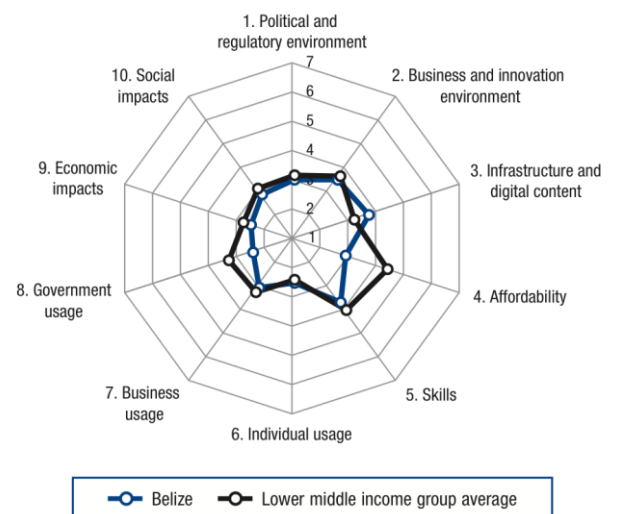 1. Political and
regulatory environment
7
6
5
4
3
2
1
2. Business and innovation
environment
3. Infrastructure and
digital content
4. Affordability
5. Skills
6. Individual usage
7. Business
usage
8. Government
usage
9. Economic
impacts
10. Social
impacts
Belize
Lower middle income group average